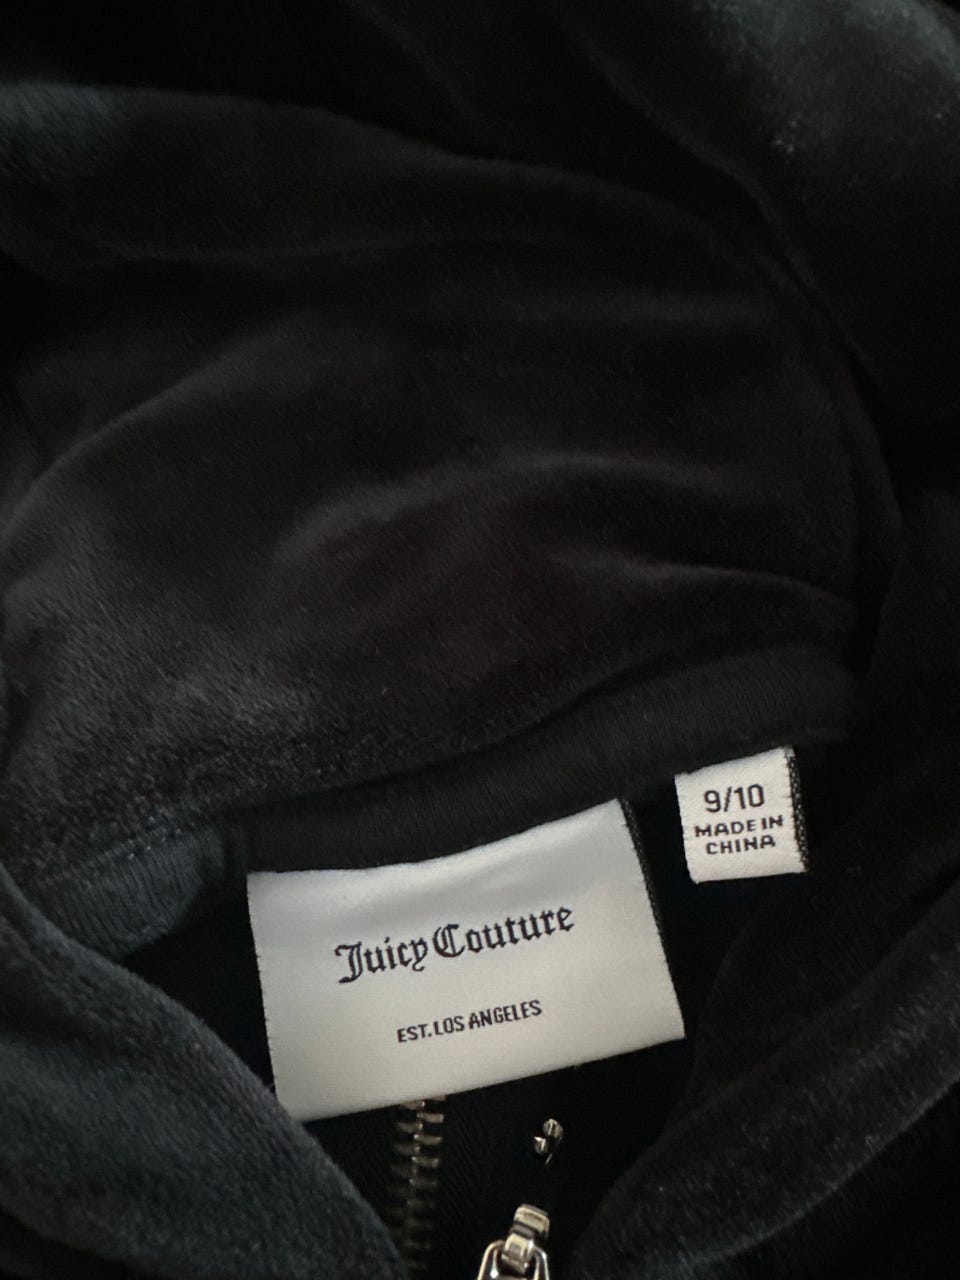 9/10
MADE IN
CHINA
Juicy Couture
EST. LOS ANGELES